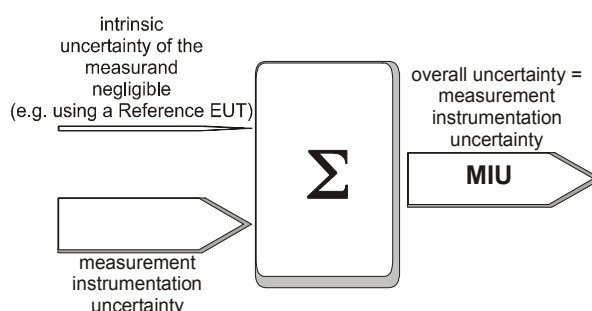 intrinsic
uncertainty of the
measurand
negligible
(e.g. using a Reference EUT)
measurement
instrumentation
uncertainty
Σ
overall uncertainty =
measurement
instrumentation
uncertainty
MIU